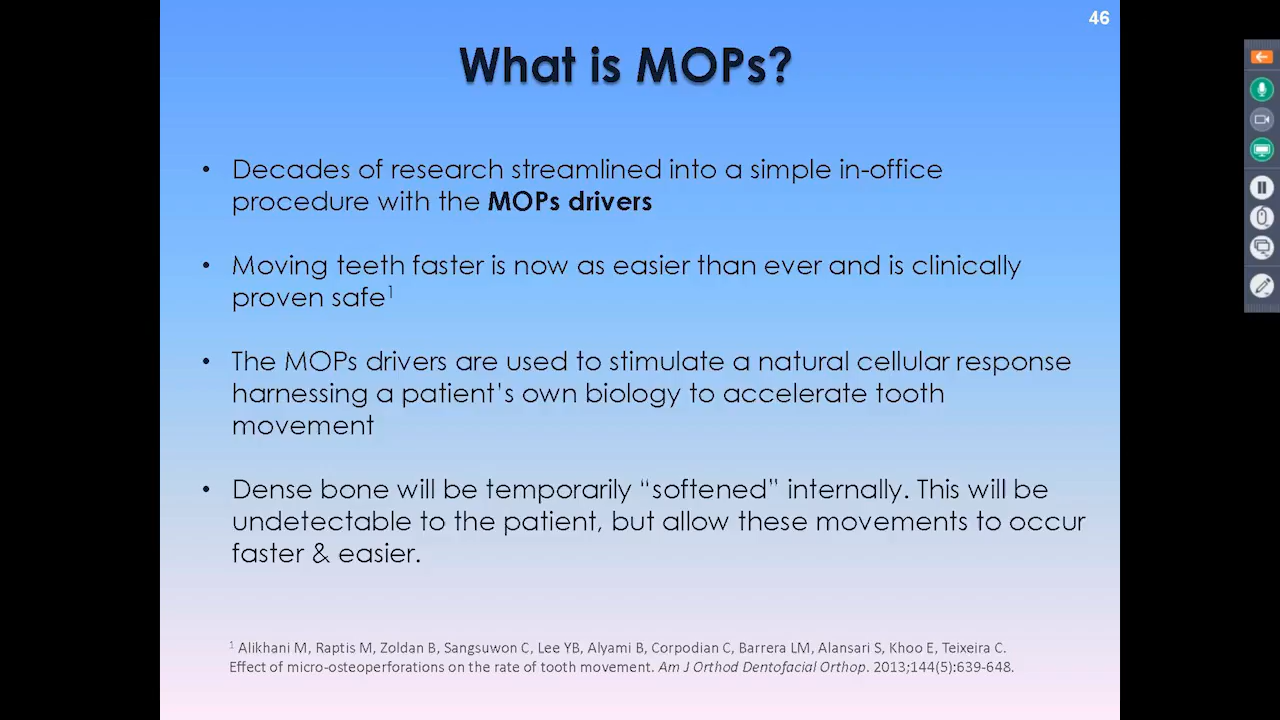 46
What is MOPs?
• Decades of research streamlined into a simple in-office
procedure with the MOPs drivers
• Moving teeth faster is now as easier than ever and is clinically
proven safe1
• The MOPs drivers are used to stimulate a natural cellular response
harnessing a patient's own biology to accelerate tooth
movement
• Dense bone will be temporarily “softened” internally. This will be
undetectable to the patient, but allow these movements to occur
faster & easier.
1 Alikhani M, Raptis M, Zoldan B, Sangsuwon C, Lee YB, Alyami B, Corpodian C, Barrera LM, Alansari S, Khoo E, Teixeira C.
Effect of micro-osteoperforations on the rate of tooth movement. Am J Orthod Dentofacial Orthop. 2013;144(5):639-648.